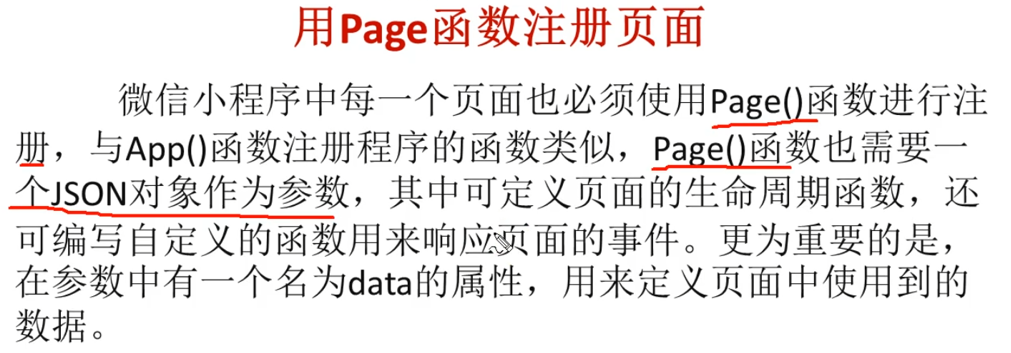 用Page函数注册页面
微信小程序中每一个页面也必须使用Page()函数进行注
册，与App()函数注册程序的函数类似，Page()函数也需要一
个JSON对象作为参数，其中可定义页面的生命周期函数，还
可编写自定义的函数用来响应页面的事件。更为重要的是，
在参数中有一个名为data的属性，用来定义页面中使用到的
数据。